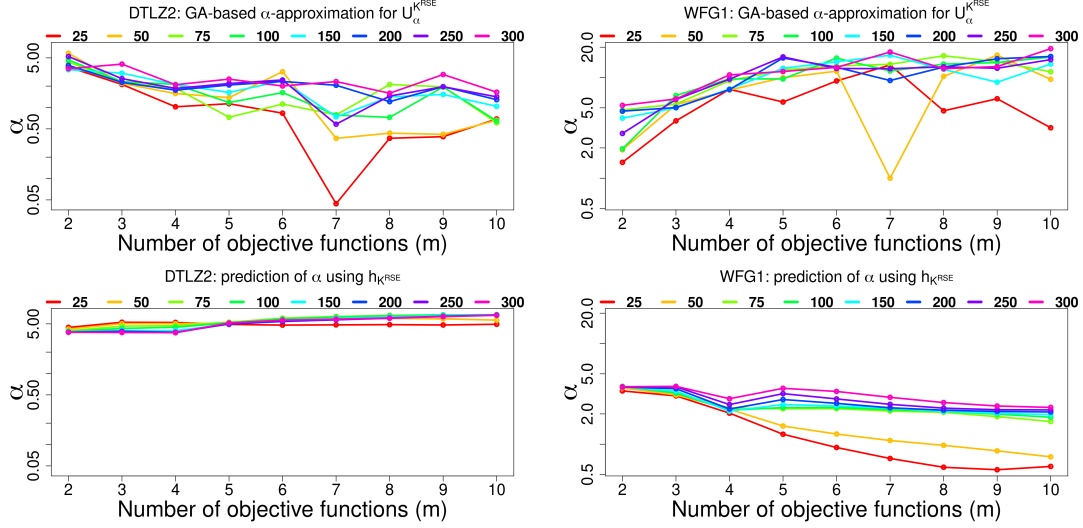 DTLZ2: GA-based α-approximation for U_α^{K^{RSE}}
25 50 75 100 150 200 250 300
5.00
0.50
0.05
α
2 3 4 5 6 7 8 9 10
Number of objective functions (m)
WFG1: GA-based α-approximation for U_α^{K^{RSE}}
25 50 75 100 150 200 250 300
20.0
5.0
2.0
0.5
α
2 3 4 5 6 7 8 9 10
Number of objective functions (m)
DTLZ2: prediction of α using h_{K^{RSE}}
25 50 75 100 150 200 250 300
5.00
0.50
0.05
α
2 3 4 5 6 7 8 9 10
Number of objective functions (m)
WFG1: prediction of α using h_{K^{RSE}}
25 50 75 100 150 200 250 300
20.0
5.0
2.0
0.5
α
2 3 4 5 6 7 8 9 10
Number of objective functions (m)